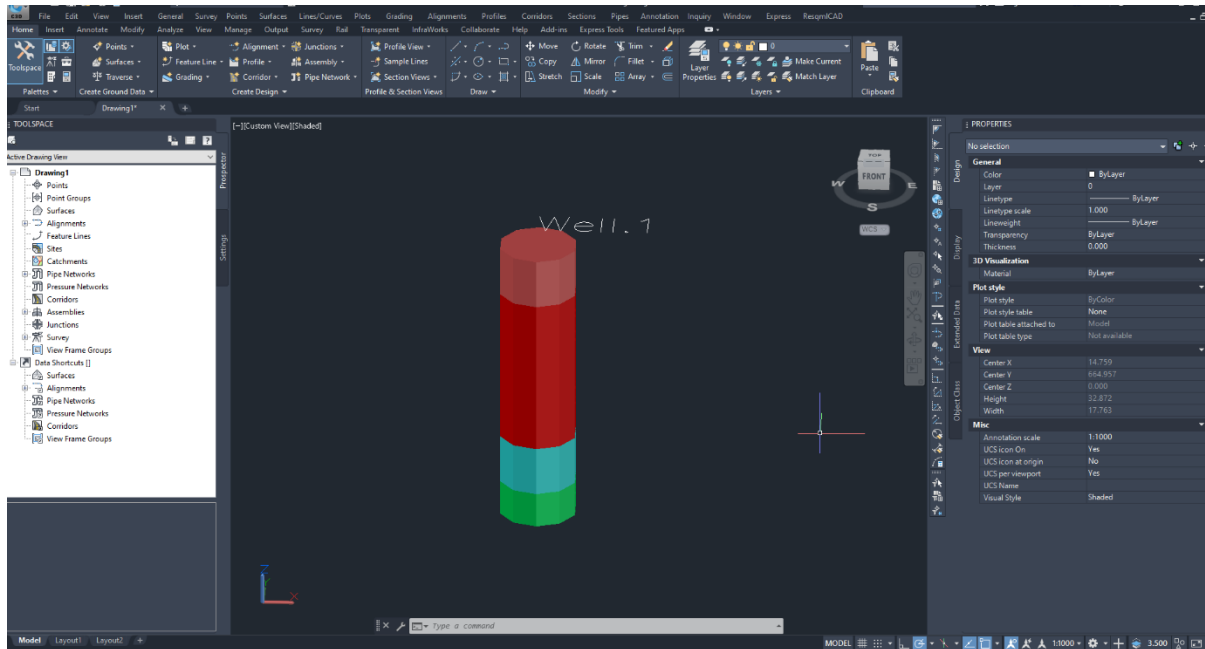 File Edit View Insert General Survey Points Surfaces Lines/Curves Plots Grading Alignments Profiles Corridors Sections Pipes Annotation Inquiry Window Express ResqmlCAD
Home Insert Annotate Modify Analyze View Manage Output Survey Rail Transparent InfraWorks Collaborate Help Add-ins Express Tools Featured Apps
Points Plot Alignment Junctions Profile View Move Rotate Trim 0
Surfaces Feature Line Profile Assembly Sample Lines Copy Mirror Fillet Make Current
Toolspace Traverse Grading Corridor Pipe Network Section Views Stretch Scale Array Layer Properties Match Layer Paste
Palettes Create Ground Data Create Design Profile & Section Views Draw Modify Layers Clipboard
Start Drawing1*
TOOLSPACE
Active Drawing View
Drawing1
Points
Point Groups
Surfaces
Alignments
Feature Lines
Sites
Catchments
Pipe Networks
Pressure Networks
Corridors
Assemblies
Junctions
Survey
View Frame Groups
Data Shortcuts []
Surfaces
Alignments
Pipe Networks
Pressure Networks
Corridors
View Frame Groups
Prospector
Settings
[-][Custom View][Shaded]
Well.1
TOP
FRONT
W
E
S
WCS
Z
X
Type a command
PROPERTIES
No selection
Design
Display
Extended Data
Object Class
General
Color ByLayer
Layer 0
Linetype ByLayer
Linetype scale 1.000
Lineweight ByLayer
Transparency ByLayer
Thickness 0.000
3D Visualization
Material ByLayer
Plot style
Plot style ByColor
Plot style table None
Plot table attached to Model
Plot table type Not available
View
Center X 14.759
Center Y 664.957
Center Z 0.000
Height 32.872
Width 17.763
Misc
Annotation scale 1:1000
UCS icon On Yes
UCS icon at origin No
UCS per viewport Yes
UCS Name
Visual Style Shaded
Model Layout1 Layout2 +
MODEL 1:1000 3.500